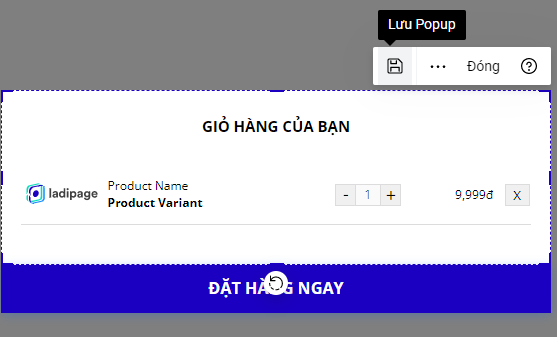 Lưu Popup
Đóng
GIỎ HÀNG CỦA BẠN
ladipage
Product Name
Product Variant
- 1 +
9,999đ
X
ĐẶT HÀNG NGAY